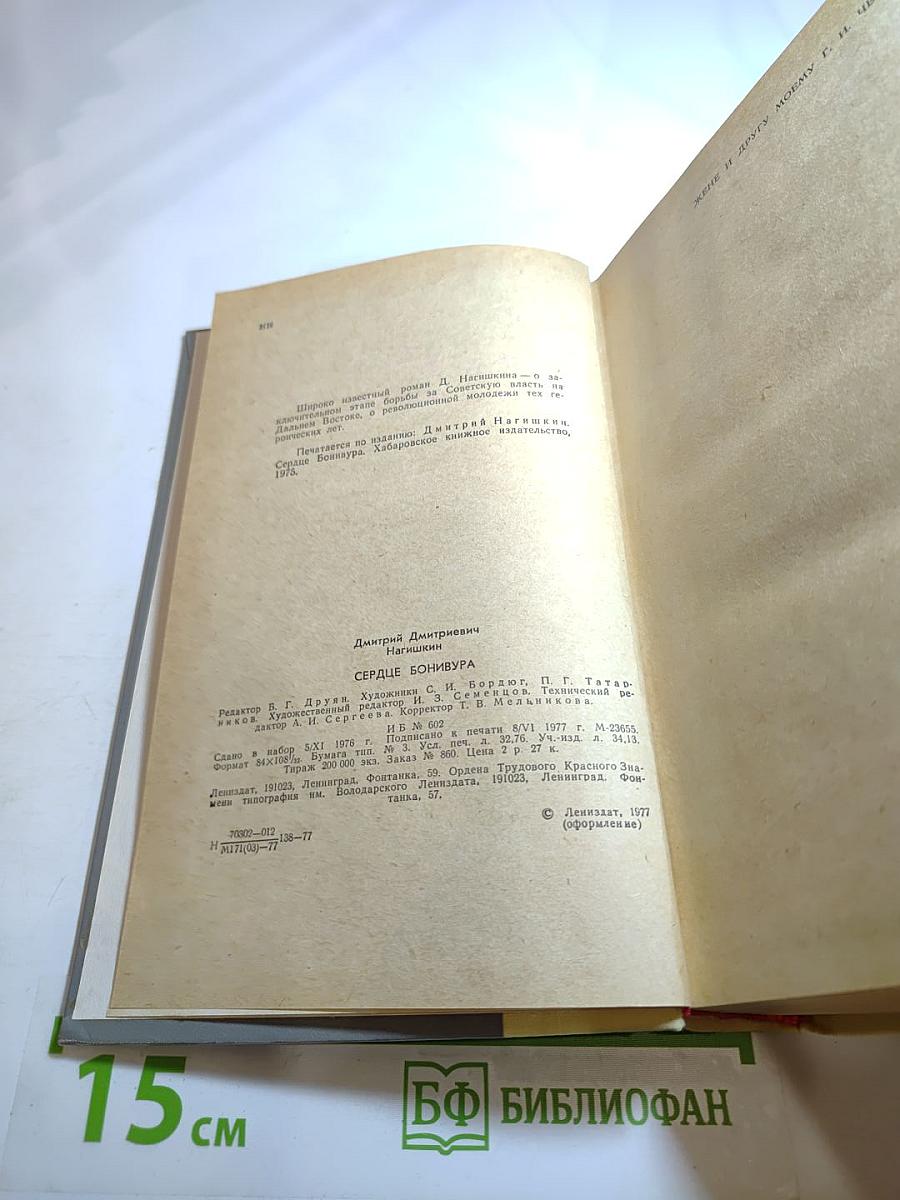 Широко известный роман Д. Нагишкина — о за-
ключительном этапе борьбы за Советскую власть на
Дальнем Востоке, о революционной молодежи тех ге-
роических лет.
Печатается по изданию: Дмитрий Нагишкин.
Сердце Бонивура. Хабаровское книжное издательство,
1975.
Дмитрий Дмитриевич
Нагишкин
СЕРДЦЕ БОНИВУРА
Редактор В. Г. Друян. Художники С. И. Бордюг, П. Г. Татар-
ников. Художественный редактор И. З. Семенцов. Технический ре-
дактор А. И. Сергеева. Корректор Т. В. Мельникова.
ИБ № 602
Сдано в набор 5/XI 1976 г. Подписано к печати 8/VI 1977 г. М-23655.
Формат 84×108 1/32. Бумага тип. № 3. Усл. печ. л. 32,76. Уч.-изд. л. 34,13.
Тираж 200 000 экз. Заказ № 860. Цена 2 р. 27 к.
Лениздат, 191023, Ленинград, Фонтанка, 59. Ордена Трудового Красного Зна-
мени типография им. Володарского Лениздата, 191023, Ленинград, Фон-
танка, 57.
Н 70302—012
М171(03)—77 138—77
© Лениздат, 1977
(оформление)
ЖЕНЕ И ДРУГУ МОЕМУ Г. И.
15 см
БФ БИБЛИОФАН